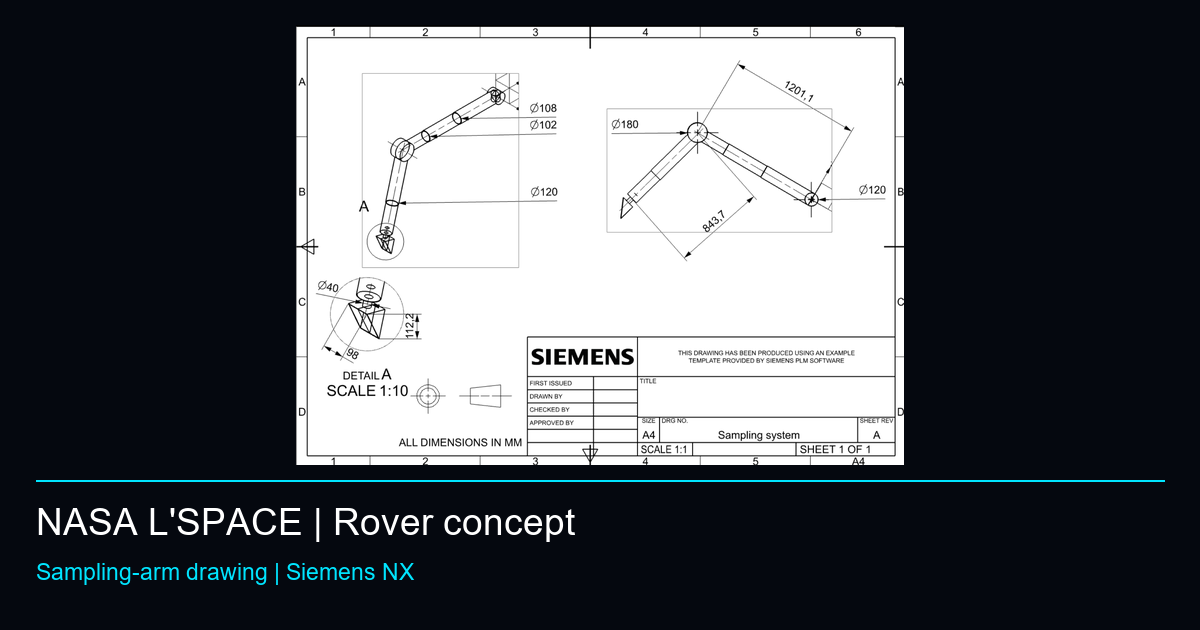 1 2 3 4 5 6
A A
Ø108
Ø102
Ø120
A
1201,1
Ø180
Ø120
843,7
B B
C C
Ø40
112,2
98
DETAIL A
SCALE 1:10
D D
ALL DIMENSIONS IN MM
SIEMENS
THIS DRAWING HAS BEEN PRODUCED USING AN EXAMPLE
TEMPLATE PROVIDED BY SIEMENS PLM SOFTWARE
FIRST ISSUED
DRAWN BY
CHECKED BY
APPROVED BY
TITLE
SIZE DRG NO. SHEET REV
A4 Sampling system A
SCALE 1:1 SHEET 1 OF 1
1 2 3 4 5 A4
NASA L'SPACE | Rover concept
Sampling-arm drawing | Siemens NX